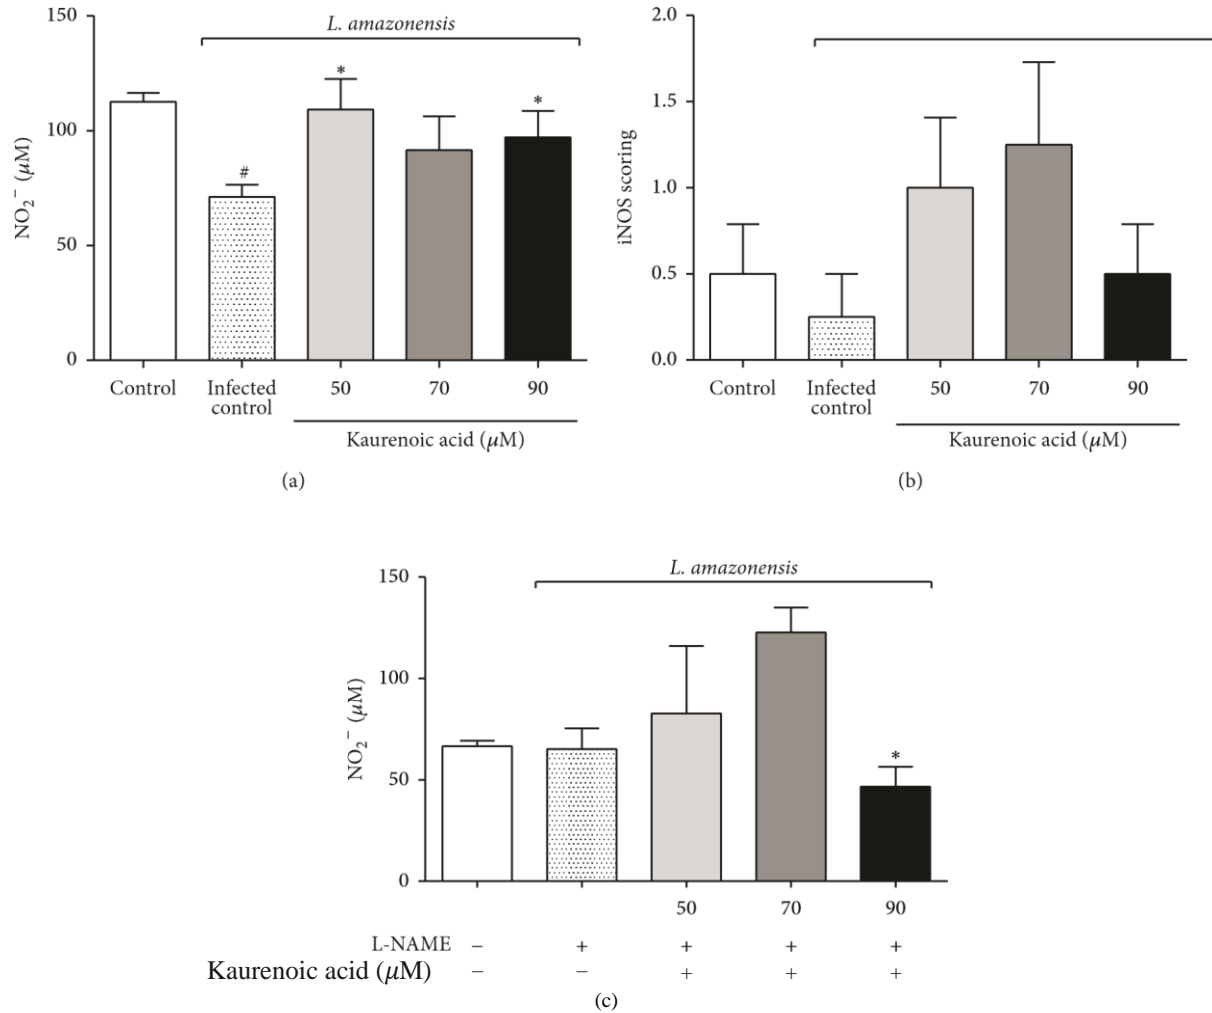 L. amazonensis
NO₂⁻ (μM)
150
100
50
0
*
#
*
Control
Infected control
50
70
90
Kaurenoic acid (μM)
(a)
iNOS scoring
2.0
1.5
1.0
0.5
0.0
Control
Infected control
50
70
90
Kaurenoic acid (μM)
(b)
L. amazonensis
NO₂⁻ (μM)
150
100
50
0
*
50 70 90
L-NAME − + + + +
Kaurenoic acid (μM) − − + + +
(c)